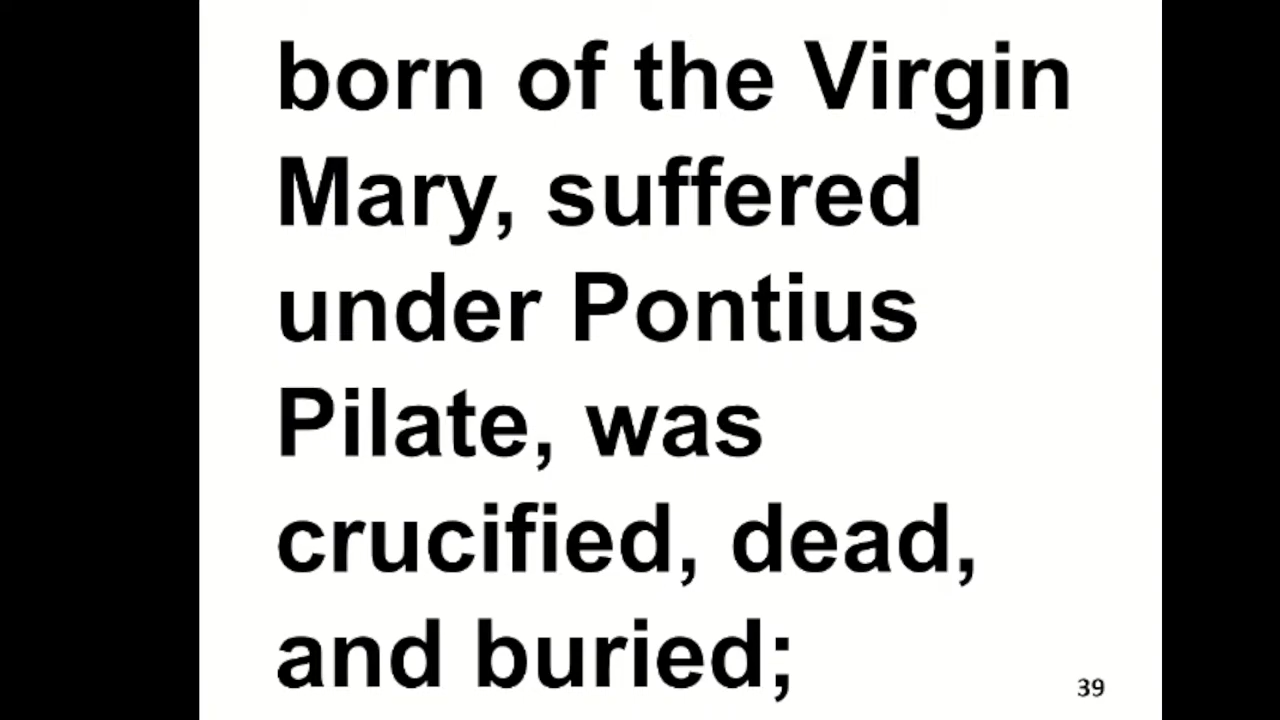 born of the Virgin
Mary, suffered
under Pontius
Pilate, was
crucified, dead,
and buried;
39